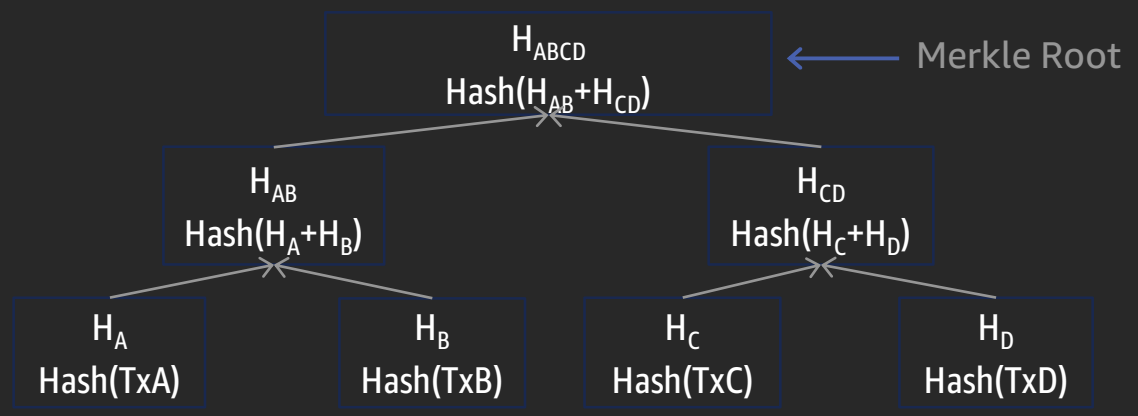 H_ABCD
Hash(H_AB+H_CD)
Merkle Root
H_AB
Hash(H_A+H_B)
H_CD
Hash(H_C+H_D)
H_A
Hash(TxA)
H_B
Hash(TxB)
H_C
Hash(TxC)
H_D
Hash(TxD)